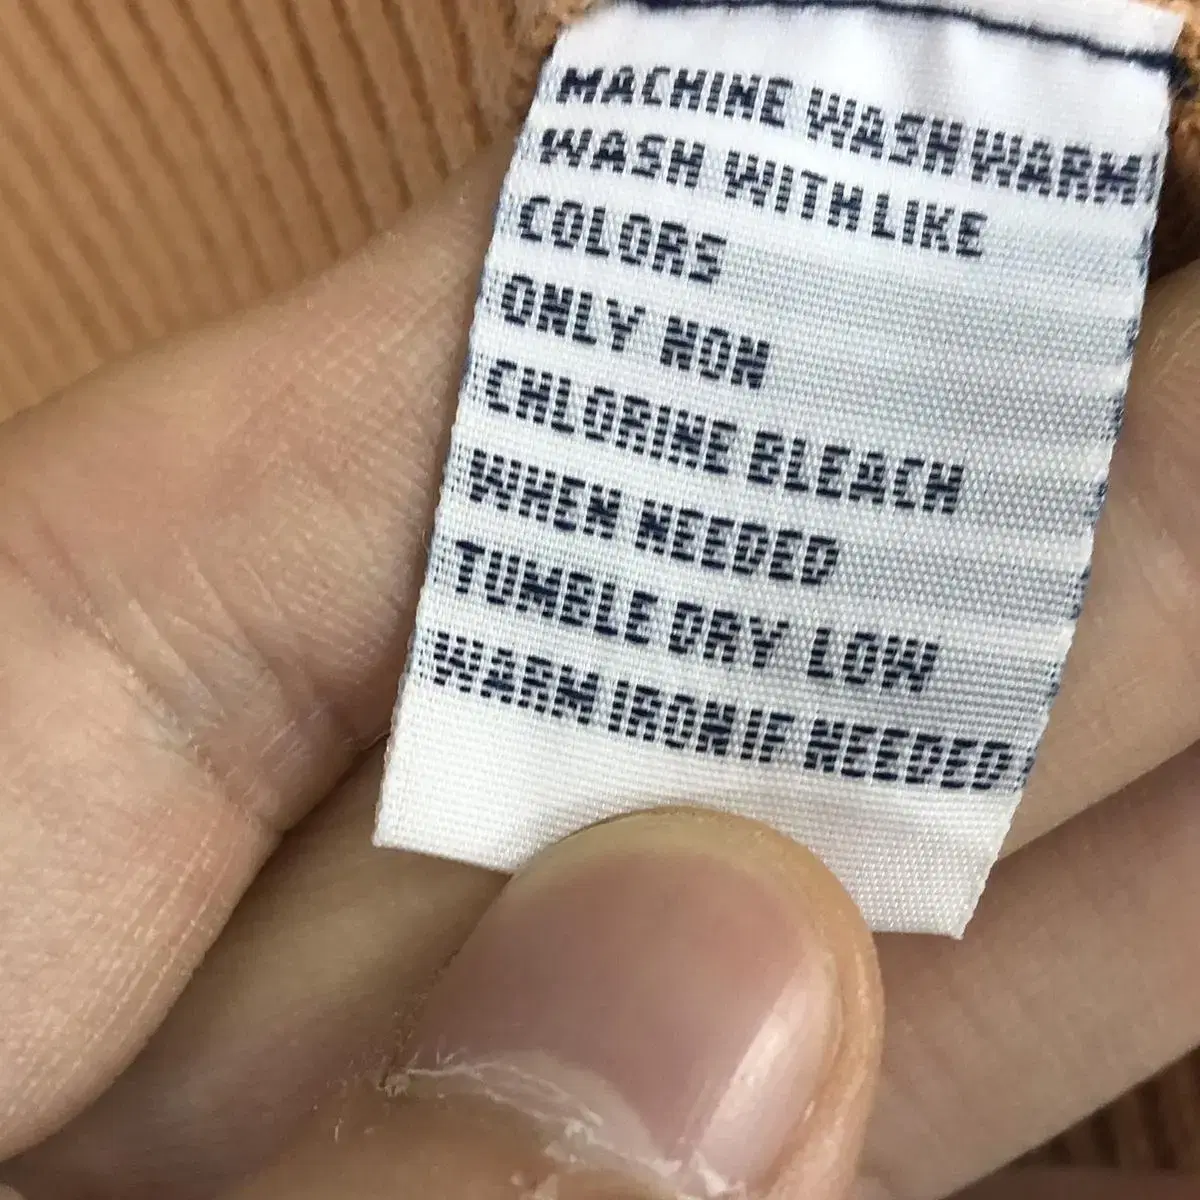 MACHINE WASH WARM
WASH WITH LIKE
COLORS
ONLY NON
CHLORINE BLEACH
WHEN NEEDED
TUMBLE DRY LOW
WARM IRON IF NEEDED